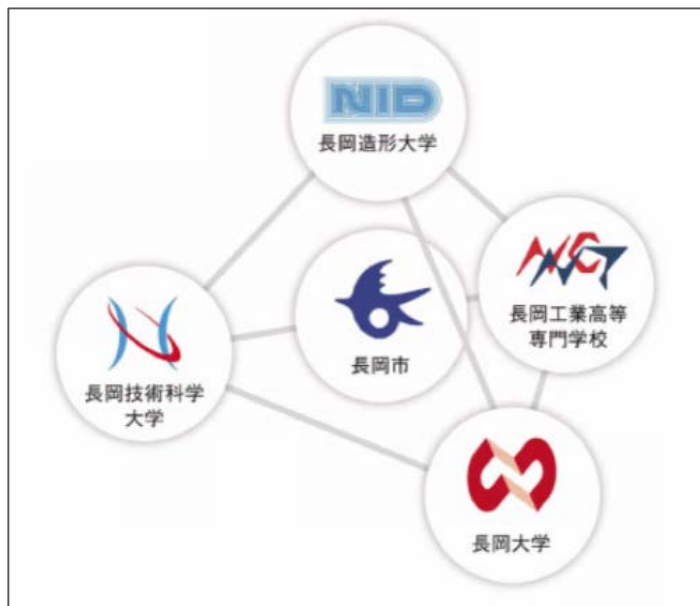 NID
長岡造形大学
NCT
長岡工業高等
専門学校
長岡市
長岡技術科学
大学
長岡大学